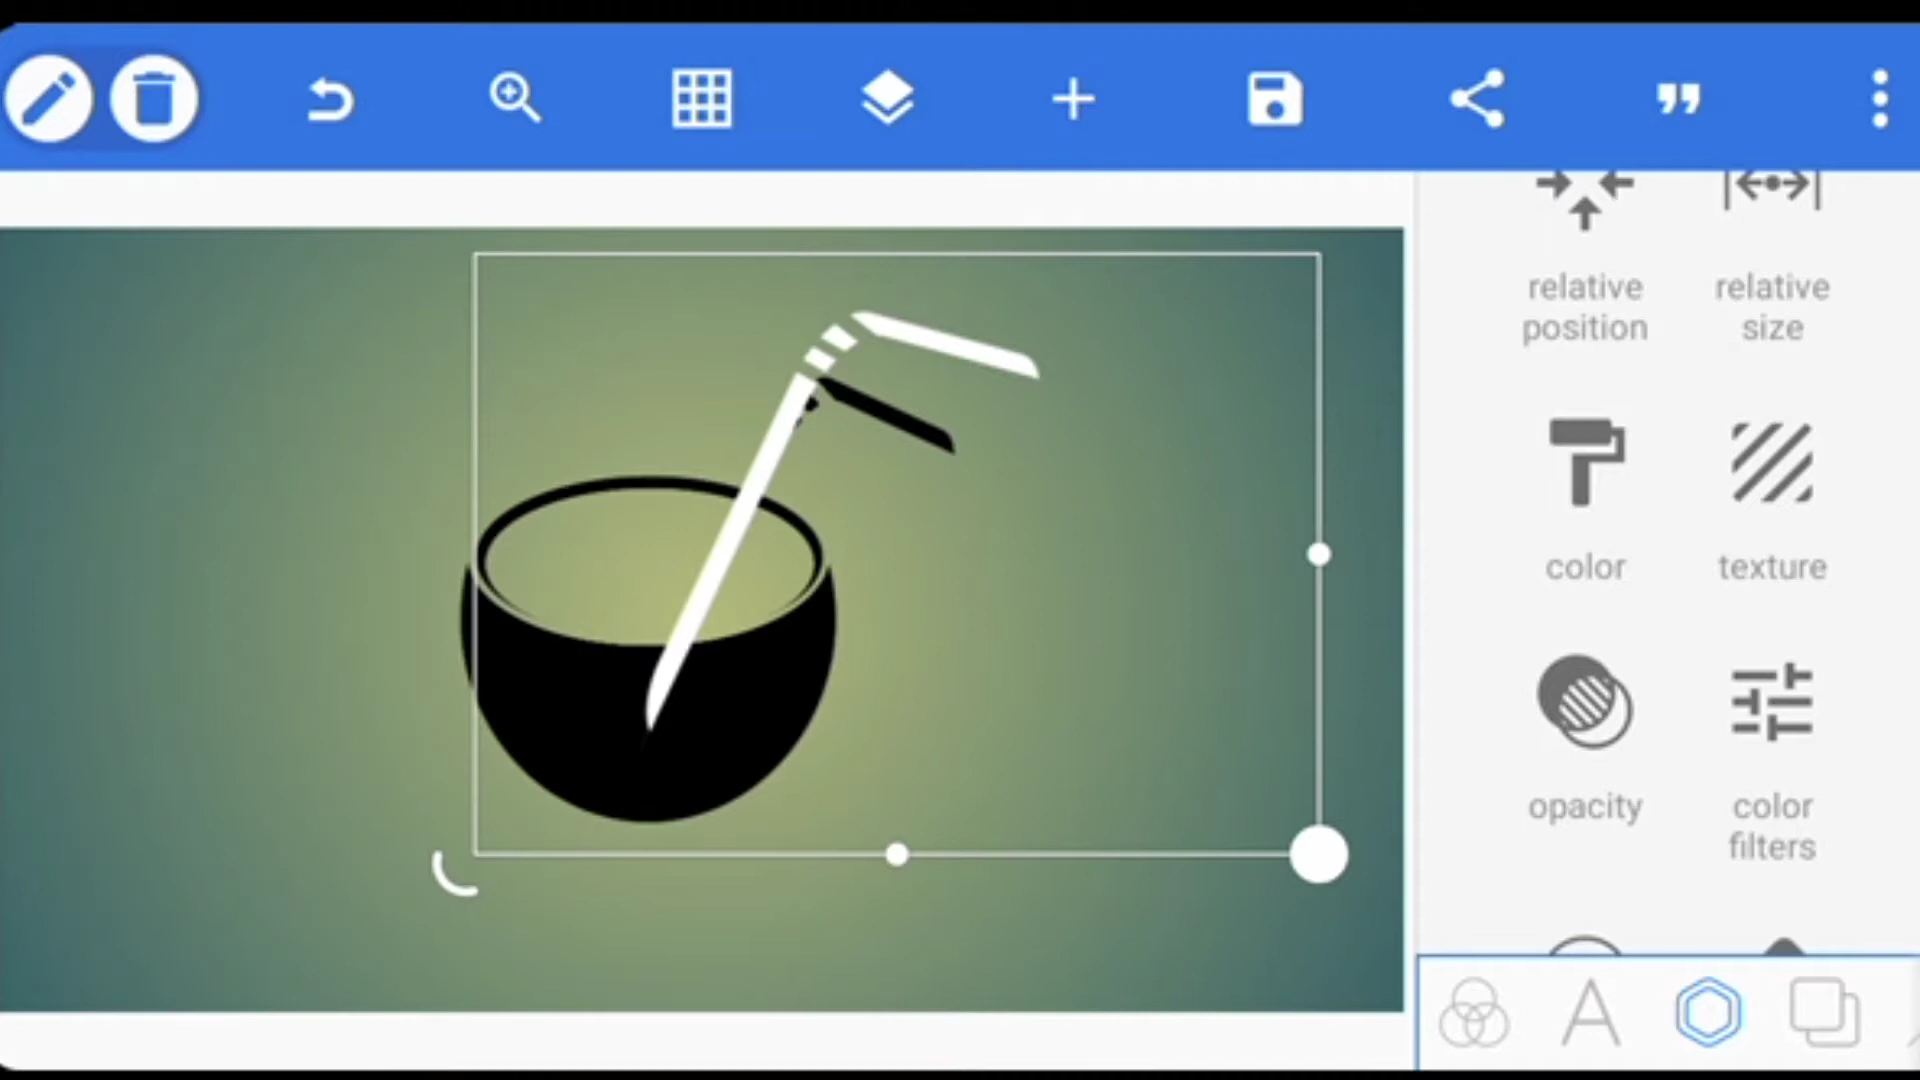 relative
position
relative
size
color
texture
opacity
color
filters